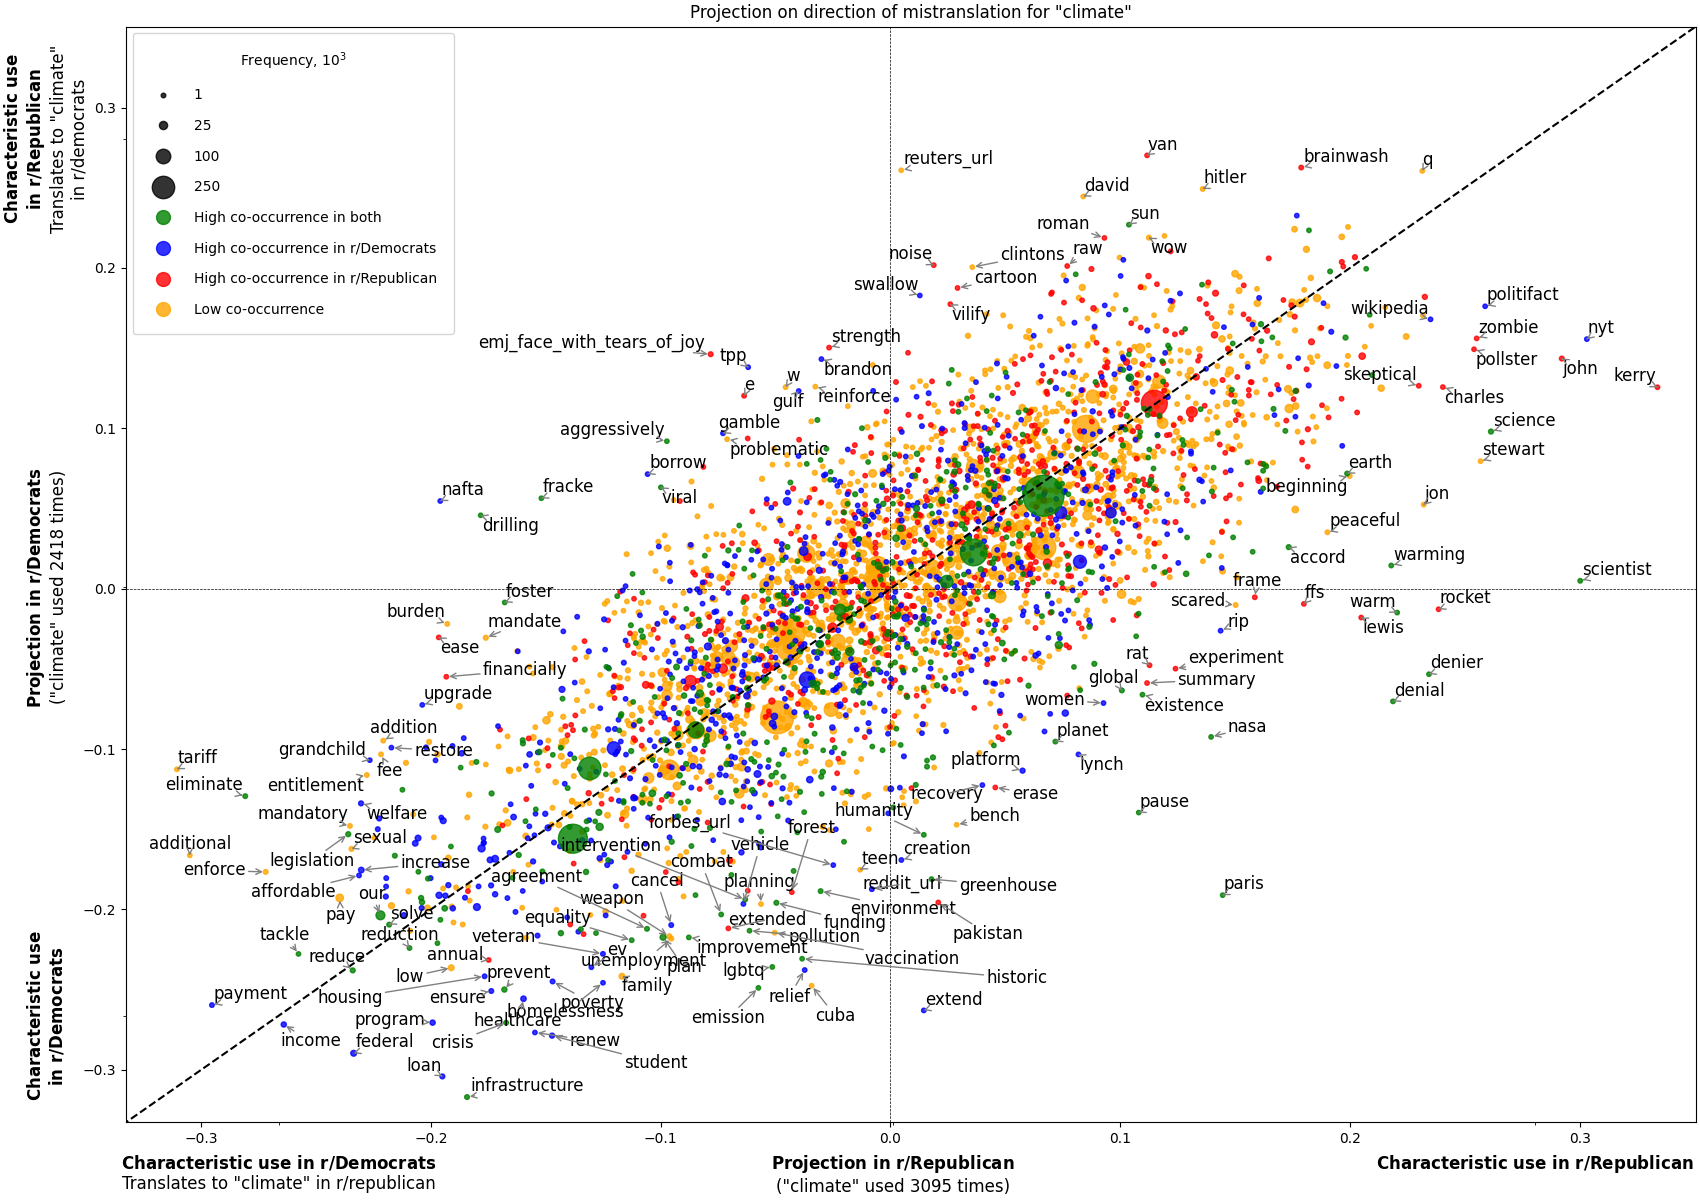 Projection on direction of mistranslation for "climate"
Characteristic use
in r/Republican
Translates to "climate"
in r/democrats
Projection in r/Democrats
("climate" used 2418 times)
Characteristic use
in r/Democrats
Frequency, 10³
1
25
100
250
High co-occurrence in both
High co-occurrence in r/Democrats
High co-occurrence in r/Republican
Low co-occurrence
0.3
0.2
0.1
0.0
−0.1
−0.2
−0.3
van
reuters_url
brainwash
q
david
hitler
roman
sun
noise
clintons
raw
wow
swallow
cartoon
vilify
wikipedia
politifact
emj_face_with_tears_of_joy
strength
zombie
nyt
tpp
brandon
pollster
john
e
w
gulf
reinforce
skeptical
charles
kerry
aggressively
gamble
problematic
science
stewart
borrow
earth
nafta
fracke
viral
beginning
jon
drilling
peaceful
accord
warming
scientist
foster
frame
burden
mandate
scared
ffs
warm
rocket
ease
rip
lewis
financially
rat
experiment
denier
upgrade
global
summary
women
existence
denial
addition
planet
nasa
grandchild
restore
tariff
fee
platform
lynch
eliminate
entitlement
recovery
erase
mandatory
welfare
humanity
bench
pause
additional
sexual
forbes_url
forest
legislation
increase
intervention
vehicle
combat
teen
creation
enforce
affordable
our
agreement
cancel
planning
reddit_url
greenhouse
paris
pay
solve
weapon
environment
equality
extended
funding
tackle
reduction
veteran
pollution
pakistan
reduce
annual
ev
improvement
low
prevent
unemployment
plan
lgbtq
vaccination
historic
payment
housing
ensure
poverty
family
relief
extend
program
homelessness
healthcare
emission
cuba
income
federal
crisis
renew
loan
student
infrastructure
−0.3
−0.2
−0.1
0.0
0.1
0.2
0.3
Characteristic use in r/Democrats
Translates to "climate" in r/republican
Projection in r/Republican
("climate" used 3095 times)
Characteristic use in r/Republican